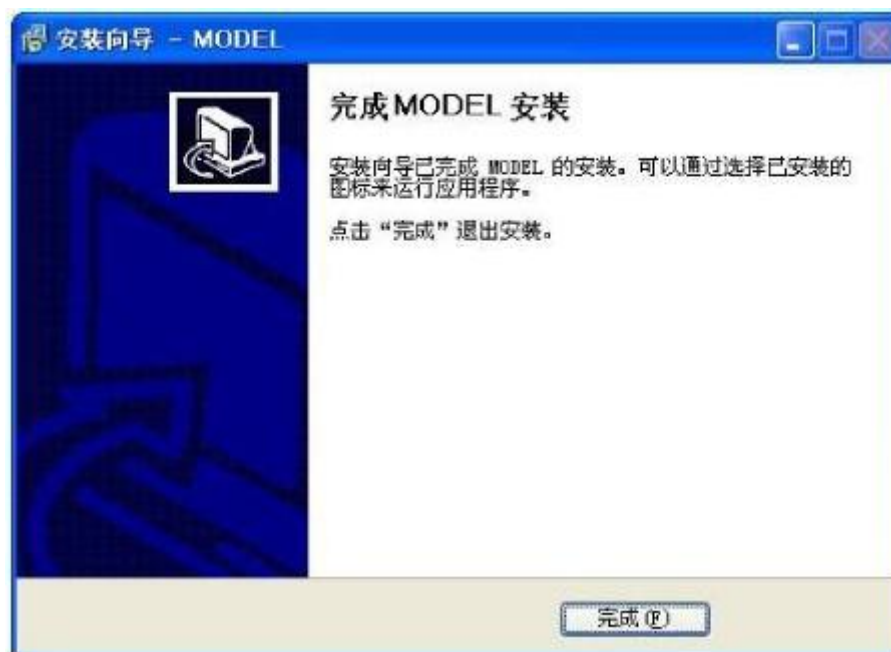 安装向导 - MODEL
完成MODEL 安装
安装向导已完成 MODEL 的安装。可以通过选择已安装的
图标来运行应用程序。
点击“完成”退出安装。
完成(F)